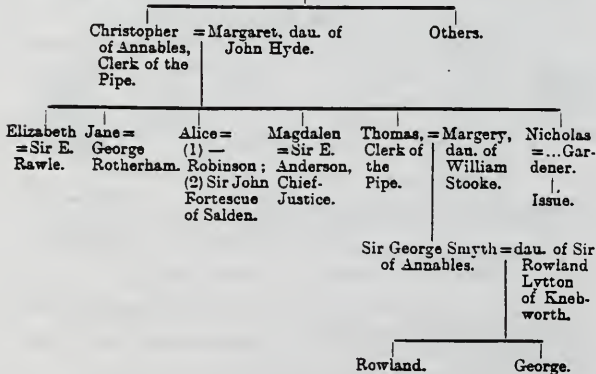 Christopher = Margaret, dau. of
of Annables, John Hyde.
Clerk of the
Pipe.
Others.
Elizabeth
= Sir E.
Rawle.
Jane=
George
Rotherham.
Alice=
(1) —
Robinson;
(2) Sir John
Fortescue
of Salden.
Magdalen
=Sir E.
Anderson,
Chief-
Justice.
Thomas,
Clerk of
the
Pipe.
= Margery,
dau. of
William
Stooke.
Nicholas
=...Gar-
dener.
Issue.
Sir George Smyth=dau. of Sir
of Annables. Rowland
Lytton
of Kneb-
worth.
Rowland. George.